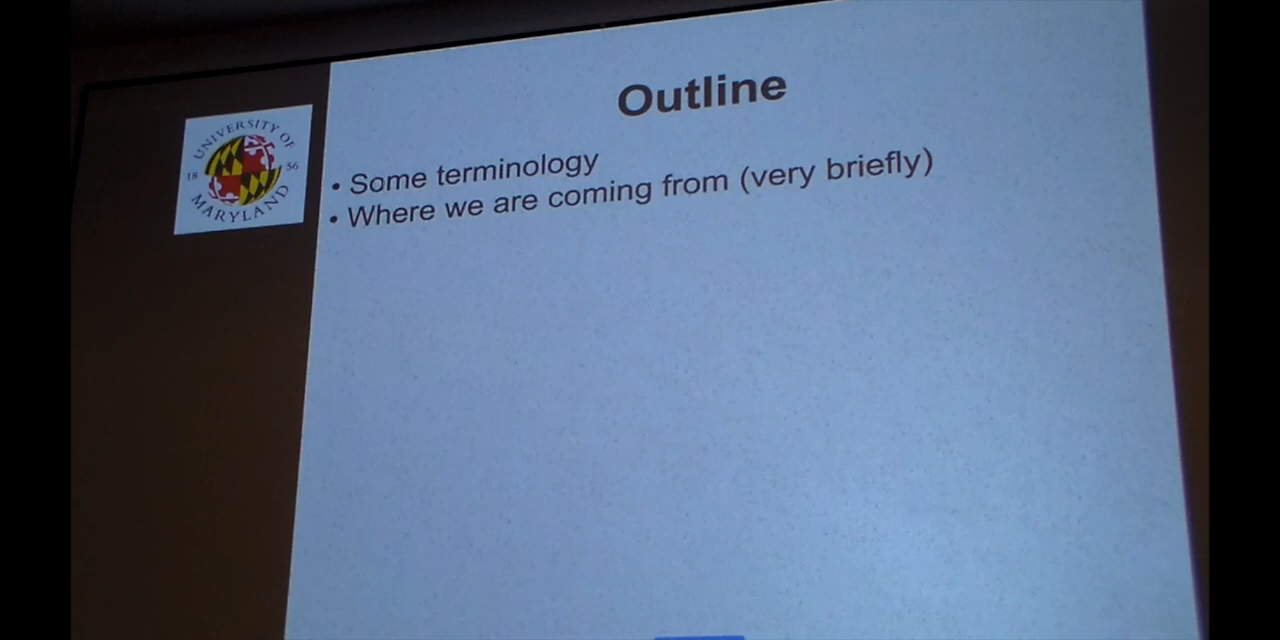 Outline
UNIVERSITY OF
18 56
MARYLAND
• Some terminology
• Where we are coming from (very briefly)